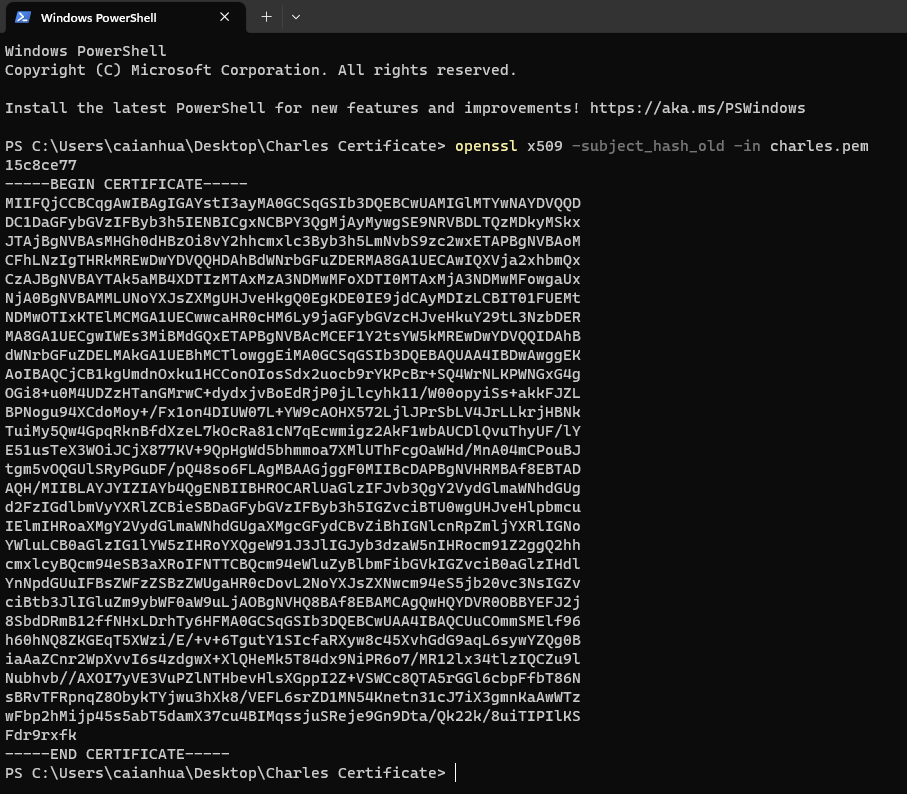 Windows PowerShell
Windows PowerShell
Copyright (C) Microsoft Corporation. All rights reserved.
Install the latest PowerShell for new features and improvements! https://aka.ms/PSWindows
PS C:\Users\caianhua\Desktop\Charles Certificate> openssl x509 -subject_hash_old -in charles.pem
15c8ce77
-----BEGIN CERTIFICATE-----
MIIFQjCCBCqgAwIBAgIGAYstI3ayMA0GCSqGSIb3DQEBCwUAMIGlMTYwNAYDVQQD
DC1DaGFybGVzIFByb3h5IENBICgxNCBPY3QgMjAyMywgSE9NRVBDLTQzMDkyMSkx
JTAjBgNVBAsMHGh0dHBzOi8vY2hhcmxlc3Byb3h5LmNvbS9zc2wxETAPBgNVBAoM
CFhLNzIgTHRkMREwDwYDVQQHDAhBdWNrbGFuZDERMA8GA1UECAwIQXVja2xhbmQx
CzAJBgNVBAYTAk5aMB4XDTIzMTAxMzA3NDMwMFoXDTI0MTAxMjA3NDMwMFowgaUx
NjA0BgNVBAMMLUNoYXJsZXMgUHJveHkgQ0EgKDE0IE9jdCAyMDIzLCBIT01FUEMt
NDMwOTIxKTElMCMGA1UECwwcaHR0cHM6Ly9jaGFybGVzcHJveHkuY29tL3NzbDER
MA8GA1UECgwIWEs3MiBMdGQxETAPBgNVBAcMCEF1Y2tsYW5kMREwDwYDVQQIDAhB
dWNrbGFuZDELMAkGA1UEBhMCTlowggEiMA0GCSqGSIb3DQEBAQUAA4IBDwAwggEK
AoIBAQCjCB1kgUmdnOxku1HCConOIosSdx2uocb9rYKPcBr+SQ4WrNLKPWNGxG4g
OGi8+u0M4UDZzHTanGMrwC+dydxjvBoEdRjP0jLlcyhk11/W00opyiSs+akkFJZL
BPNogu94XCdoMoy+/Fx1on4DIUW07L+YW9cAOHX572LjlJPrSbLV4JrLLkrjHBNk
TuiMy5Qw4GpqRknBfdXzeL7kOcRa81cN7qEcwmigz2AkF1wbAUCDlQvuThyUF/lY
E51usTeX3WOiJCjX877KV+9QpHgWd5bhmmoa7XMlUThFcgOaWHd/MnA04mCPouBJ
tgm5vOQGUlSRyPGuDF/pQ48so6FLAgMBAAGjggF0MIIBcDAPBgNVHRMBAf8EBTAD
AQH/MIIBLAYJYIZIAYb4QgENBIIBHROCARlUaGlzIFJvb3QgY2VydGlmaWNhdGUg
d2FzIGdlbmVyYXRlZCBieSBDaGFybGVzIFByb3h5IGZvciBTU0wgUHJveHlpbmcu
IElmIHRoaXMgY2VydGlmaWNhdGUgaXMgcGFydCBvZiBhIGNlcnRpZmljYXRlIGNo
YWluLCB0aGlzIG1lYW5zIHRoYXQgeW91J3JlIGJyb3dzaW5nIHRocm91Z2ggQ2hh
cmxlcyBQcm94eSB3aXRoIFNTTCBQcm94eWluZyBlbmFibGVkIGZvciB0aGlzIHdl
YnNpdGUuIFBsZWFzZSBzZWUgaHR0cDovL2NoYXJsZXNwcm94eS5jb20vc3NsIGZv
ciBtb3JlIGluZm9ybWF0aW9uLjAOBgNVHQ8BAf8EBAMCAgQwHQYDVR0OBBYEFJ2j
8SbdDRmB12ffNHxLDrhTy6HFMA0GCSqGSIb3DQEBCwUAA4IBAQCUuCOmmSMElf96
h60hNQ8ZKGEqT5XWzi/E/+v+6TgutY1SIcfaRXyw8c45XvhGdG9aqL6sywYZQg0B
iaAaZCnr2WpXvvI6s4zdgwX+XlQHeMk5T84dx9NiPR6o7/MR12lx34tlzIQCZu9l
Nubhvb//AXOI7yVE3VuPZlNTHbevHlsXGppI2Z+VSWCc8QTA5rGGl6cbpFfbT86N
sBRvTFRpnqZ8ObykTYjwu3hXk8/VEFL6srZD1MN54Knetn31cJ7iX3gmnKaAwWTz
wFbp2hMijp45s5abT5damX37cu4BIMqssjuSReje9Gn9Dta/Qk22k/8uiTIPIlKS
Fdr9rxfk
-----END CERTIFICATE-----
PS C:\Users\caianhua\Desktop\Charles Certificate>